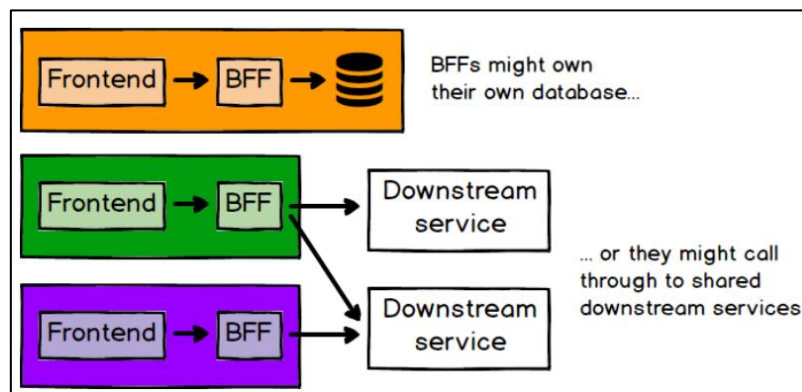 Frontend
BFF
BFFs might own
their own database...
Frontend
BFF
Downstream
service
... or they might call
through to shared
downstream services
Frontend
BFF
Downstream
service